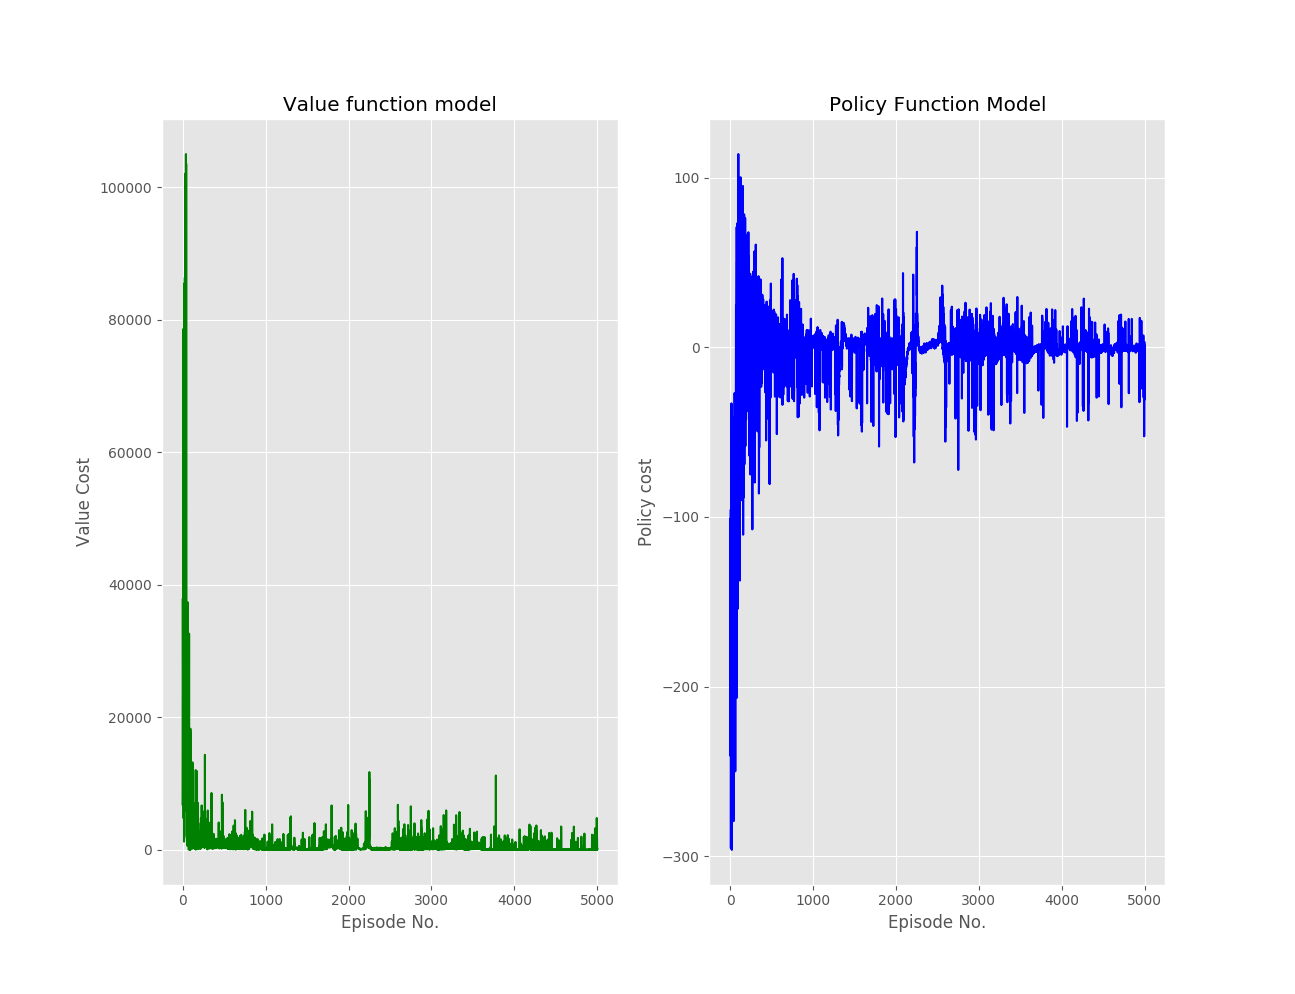 Value function model
Value Cost
100000
80000
60000
40000
20000
0
0 1000 2000 3000 4000 5000
Episode No.
Policy Function Model
Policy cost
100
0
−100
−200
−300
0 1000 2000 3000 4000 5000
Episode No.